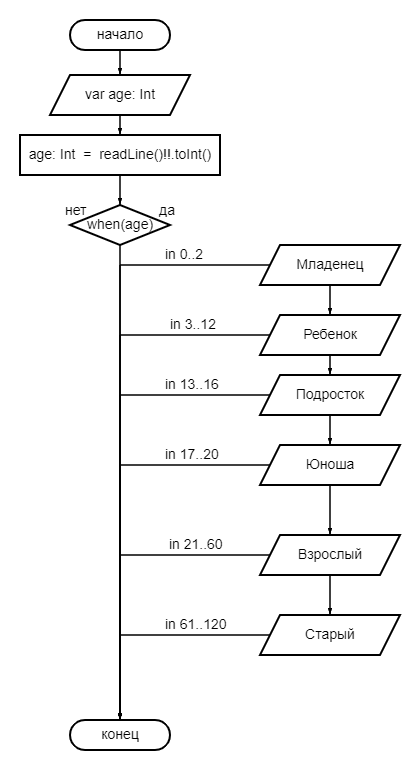 начало
var age: Int
age: Int = readLine()!!.toInt()
нет
да
when(age)
in 0..2
Младенец
in 3..12
Ребенок
in 13..16
Подросток
in 17..20
Юноша
in 21..60
Взрослый
in 61..120
Старый
конец